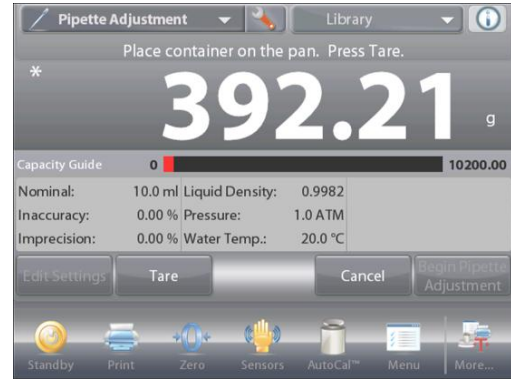 Pipette Adjustment Library
Place container on the pan. Press Tare.
* 392.21 g
Capacity Guide 0 10200.00
Nominal: 10.0 ml Liquid Density: 0.9982
Inaccuracy: 0.00 % Pressure: 1.0 ATM
Imprecision: 0.00 % Water Temp.: 20.0 °C
Edit Settings Tare Cancel Begin Pipette Adjustment
Standby Print Zero Sensors AutoCal™ Menu More...